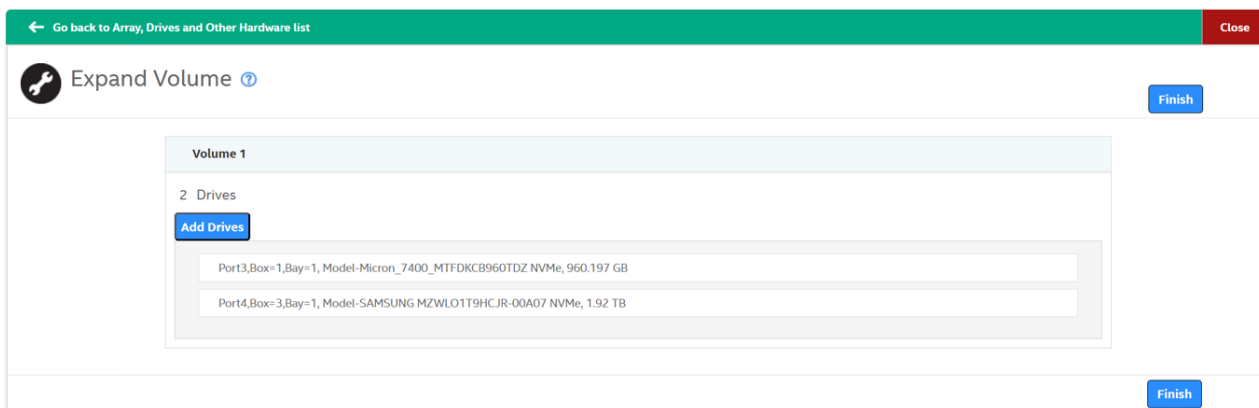 Go back to Array, Drives and Other Hardware list
Close
Expand Volume ?
Finish
Volume 1
2 Drives
Add Drives
Port3,Box=1,Bay=1, Model-Micron_7400_MTFDKCB960TDZ NVMe, 960.197 GB
Port4,Box=3,Bay=1, Model-SAMSUNG MZWLO1T9HCJR-00A07 NVMe, 1.92 TB
Finish